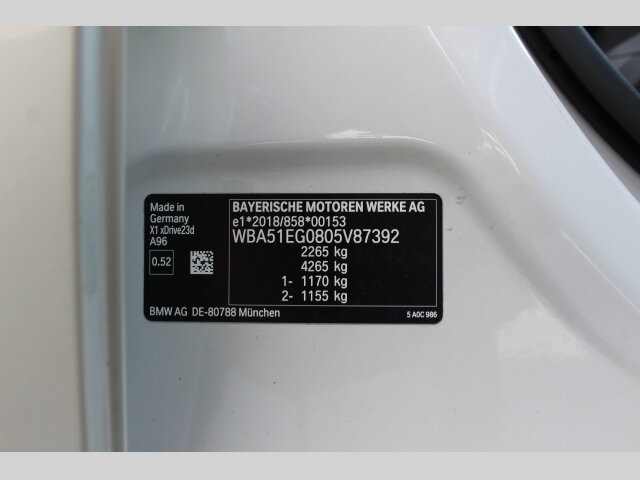 Made in
Germany
X1 xDrive23d
A96
0.52
BAYERISCHE MOTOREN WERKE AG
e1*2018/858*00153
WBA51EG0805V87392
2265 kg
4265 kg
1- 1170 kg
2- 1155 kg
BMW AG DE-80788 München
5 A0C 986